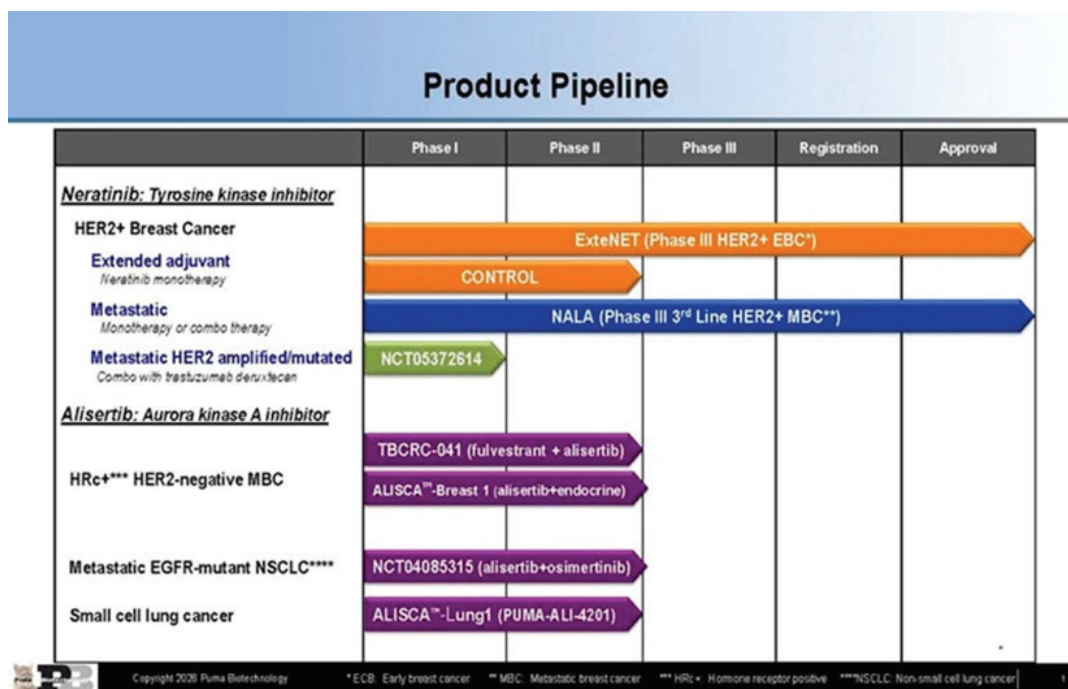 Product Pipeline
Phase I Phase II Phase III Registration Approval
Neratinib: Tyrosine kinase inhibitor
HER2+ Breast Cancer
ExteNET (Phase III HER2+ EBC*)
Extended adjuvant
Neratinib monotherapy
CONTROL
Metastatic
Monotherapy or combo therapy
NALA (Phase III 3rd Line HER2+ MBC**)
Metastatic HER2 amplified/mutated
Combo with trastuzumab deruxtecan
NCT05372614
Alisertib: Aurora kinase A inhibitor
TBCRC-041 (fulvestrant + alisertib)
HRc+*** HER2-negative MBC
ALISCA™-Breast 1 (alisertib+endocrine)
Metastatic EGFR-mutant NSCLC****
NCT04085315 (alisertib+osimertinib)
Small cell lung cancer
ALISCA™-Lung1 (PUMA-ALI-4201)
Copyright 2026 Puma Biotechnology * ECB: Early breast cancer ** MBC: Metastatic breast cancer *** HRc+: Hormone receptor positive ****NSCLC: Non-small cell lung cancer